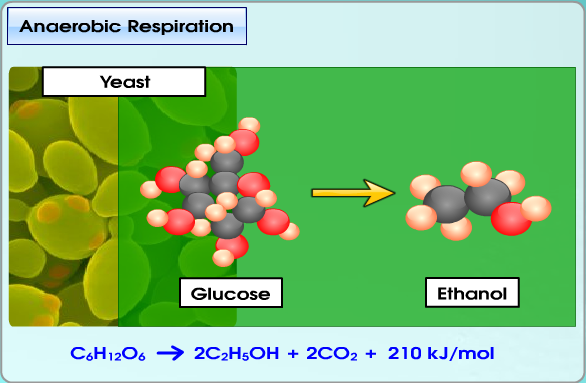 Anaerobic Respiration
Yeast
Glucose
Ethanol
C₆H₁₂O₆ → 2C₂H₅OH + 2CO₂ + 210 kJ/mol